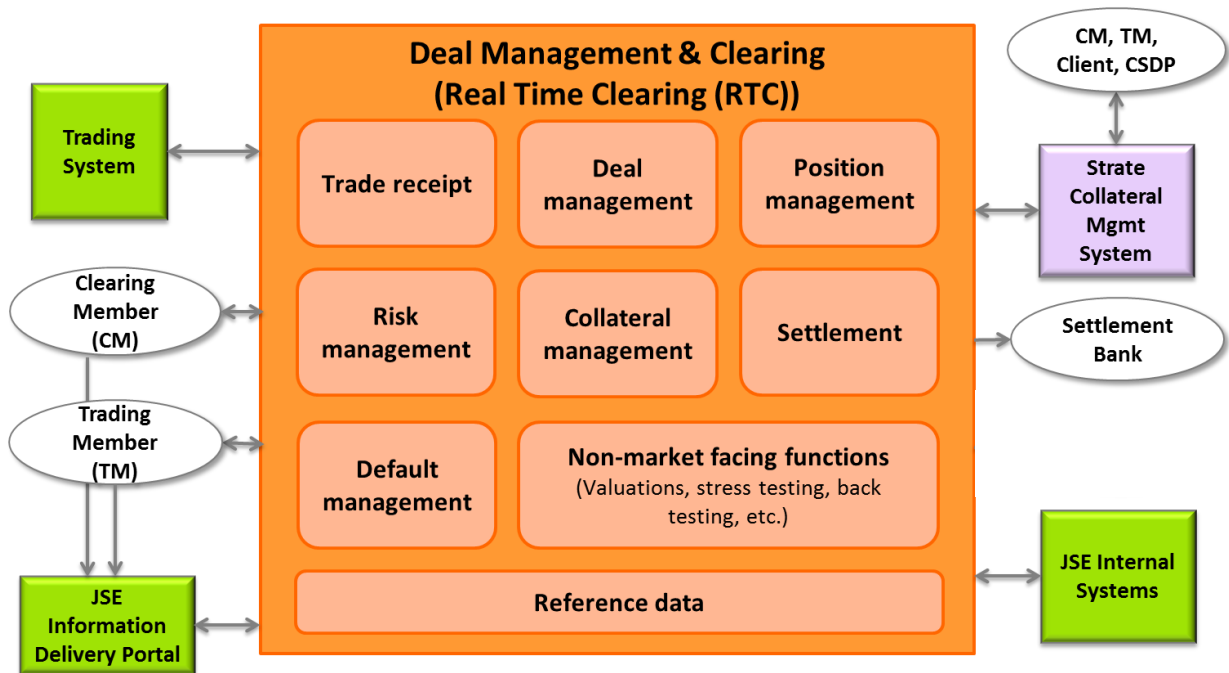 Deal Management & Clearing
(Real Time Clearing (RTC))
CM, TM,
Client, CSDP
Trading
System
Trade receipt
Deal
management
Position
management
Strate
Collateral
Mgmt
System
Clearing
Member
(CM)
Risk
management
Collateral
management
Settlement
Settlement
Bank
Trading
Member
(TM)
Default
management
Non-market facing functions
(Valuations, stress testing, back
testing, etc.)
JSE Internal
Systems
JSE
Information
Delivery Portal
Reference data